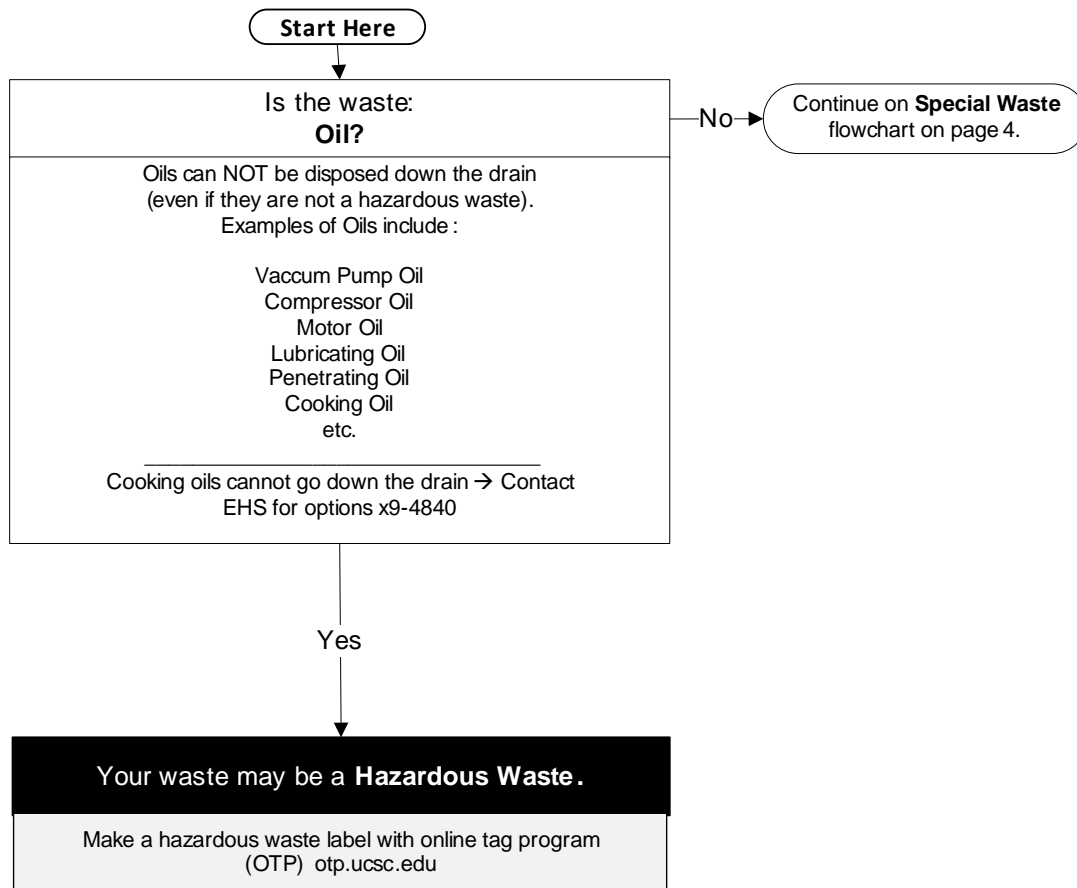 Start Here
Is the waste:
Oil?
No
Continue on Special Waste
flowchart on page 4.
Oils can NOT be disposed down the drain
(even if they are not a hazardous waste).
Examples of Oils include :
Vaccum Pump Oil
Compressor Oil
Motor Oil
Lubricating Oil
Penetrating Oil
Cooking Oil
etc.
Cooking oils cannot go down the drain → Contact
EHS for options x9-4840
Yes
Your waste may be a Hazardous Waste.
Make a hazardous waste label with online tag program
(OTP) otp.ucsc.edu